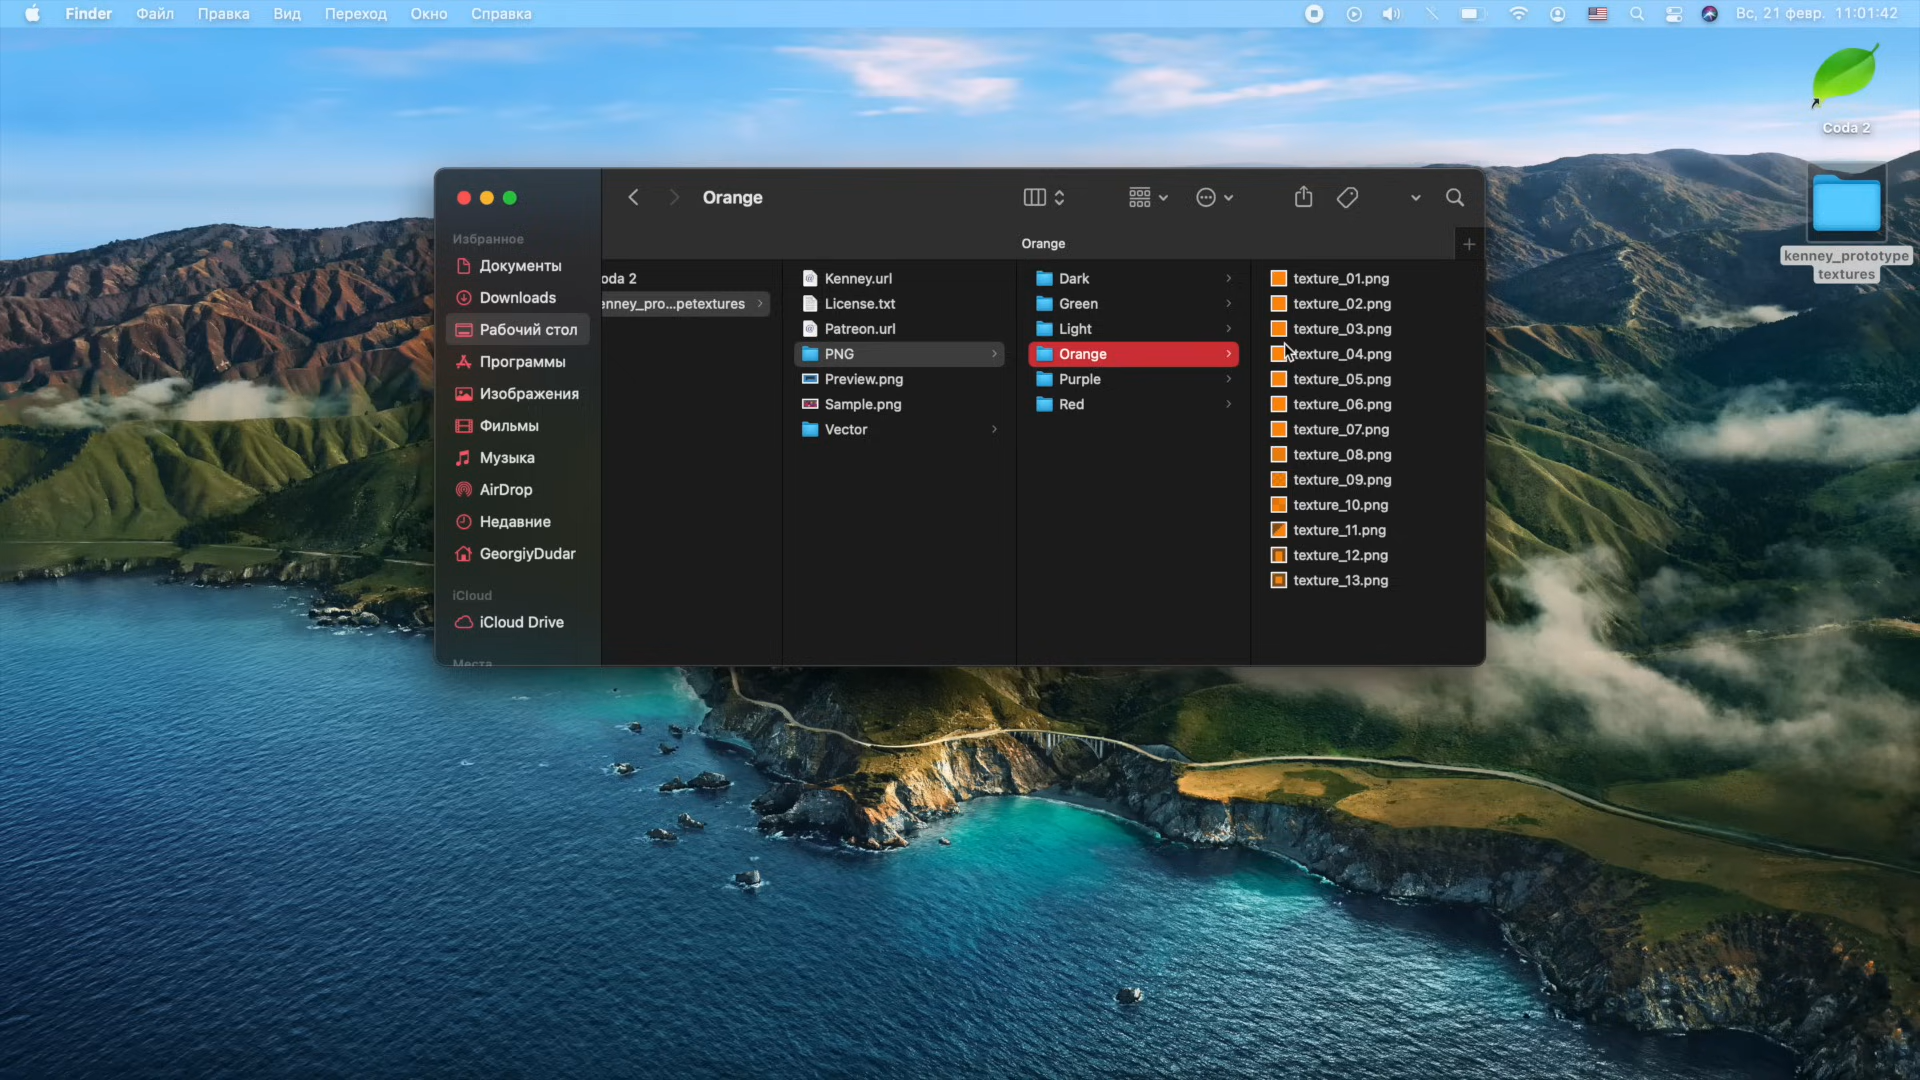 Finder Файл Правка Вид Переход Окно Справка
Вс, 21 февр. 11:01:42
Coda 2
kenney_prototype
textures
Orange
Orange
Избранное
Документы
Downloads
Рабочий стол
Программы
Изображения
Фильмы
Музыка
AirDrop
Недавние
GeorgiyDudar
iCloud
iCloud Drive
Места
oda 2
enney_pro...petextures
Kenney.url
License.txt
Patreon.url
PNG
Preview.png
Sample.png
Vector
Dark
Green
Light
Orange
Purple
Red
texture_01.png
texture_02.png
texture_03.png
texture_04.png
texture_05.png
texture_06.png
texture_07.png
texture_08.png
texture_09.png
texture_10.png
texture_11.png
texture_12.png
texture_13.png